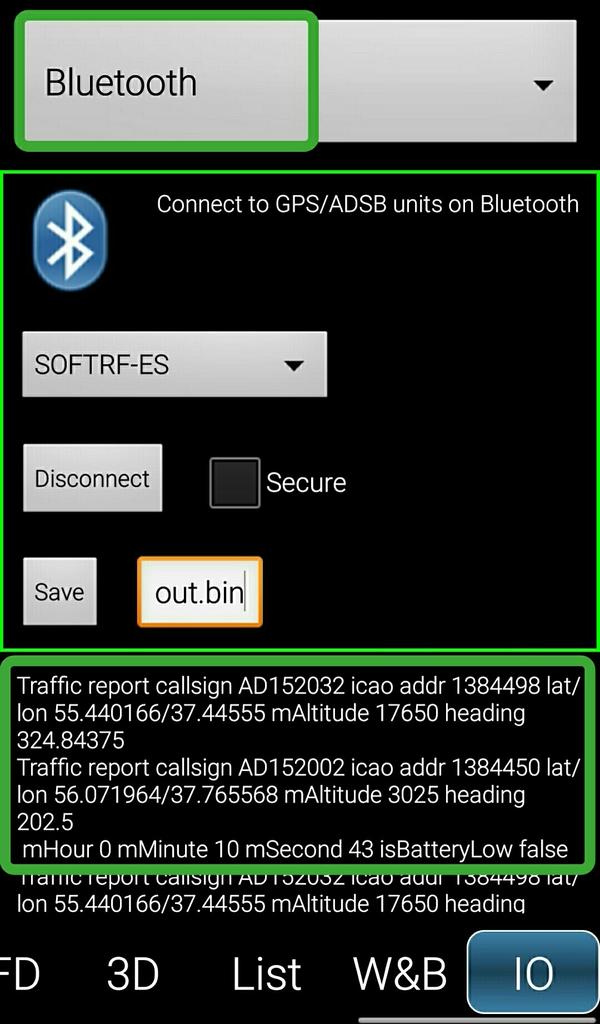 Bluetooth
Connect to GPS/ADSB units on Bluetooth
SOFTRF-ES
Disconnect
Secure
Save
out.bin
Traffic report callsign AD152032 icao addr 1384498 lat/
lon 55.440166/37.44555 mAltitude 17650 heading
324.84375
Traffic report callsign AD152002 icao addr 1384450 lat/
lon 56.071964/37.765568 mAltitude 3025 heading
202.5
mHour 0 mMinute 10 mSecond 43 isBatteryLow false
Traffic report callsign AD152032 icao addr 1384498 lat/
lon 55.440166/37.44555 mAltitude 17650 heading
FD 3D List W&B IO